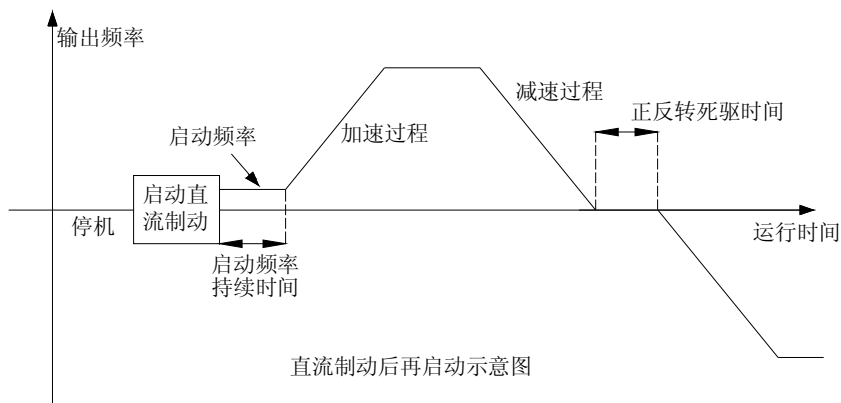 输出频率
减速过程
正反转死驱时间
启动频率
加速过程
启动直
流制动
停机
运行时间
启动频率
持续时间
直流制动后再启动示意图